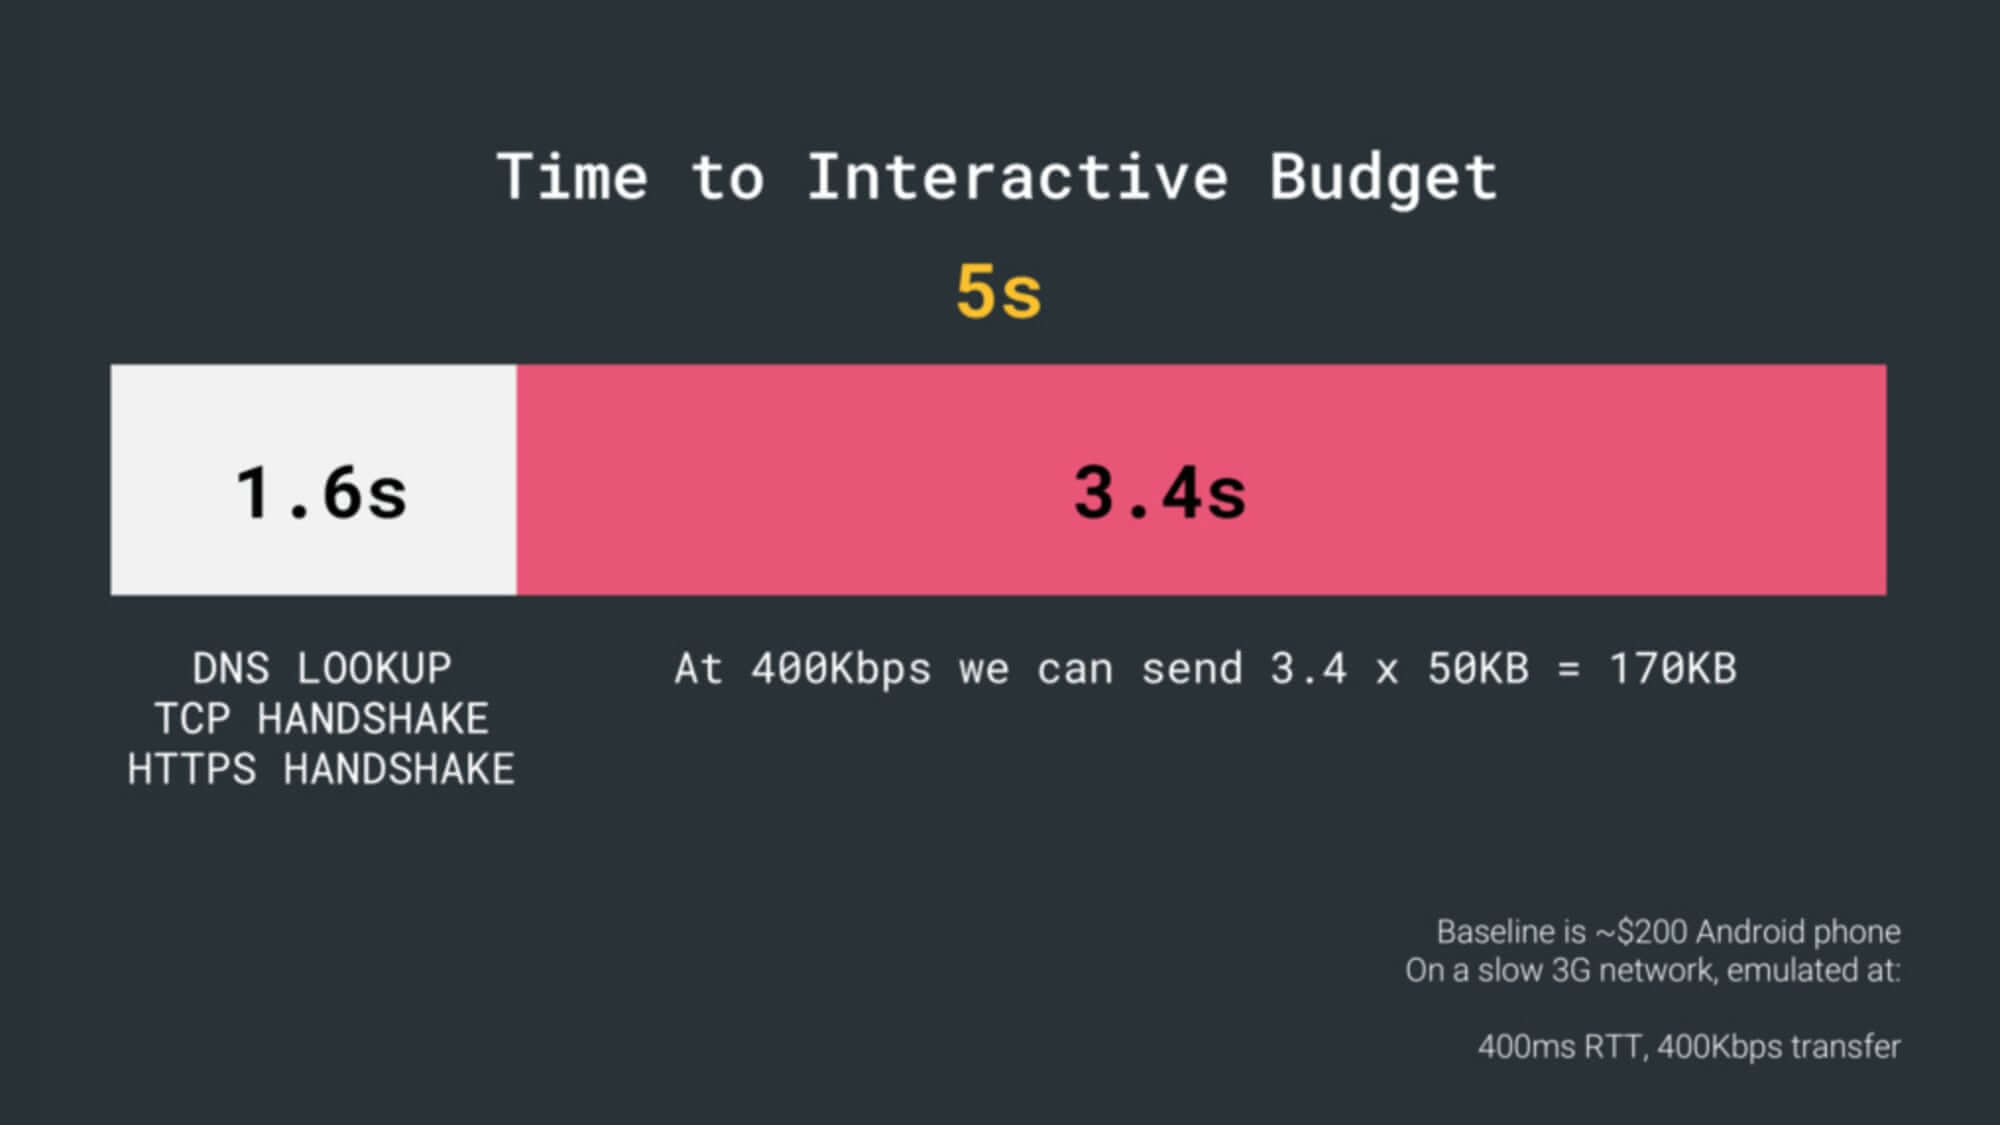 Time to Interactive Budget
5s
1.6s
3.4s
DNS LOOKUP
TCP HANDSHAKE
HTTPS HANDSHAKE
At 400Kbps we can send 3.4 x 50KB = 170KB
Baseline is ~$200 Android phone
On a slow 3G network, emulated at:
400ms RTT, 400Kbps transfer